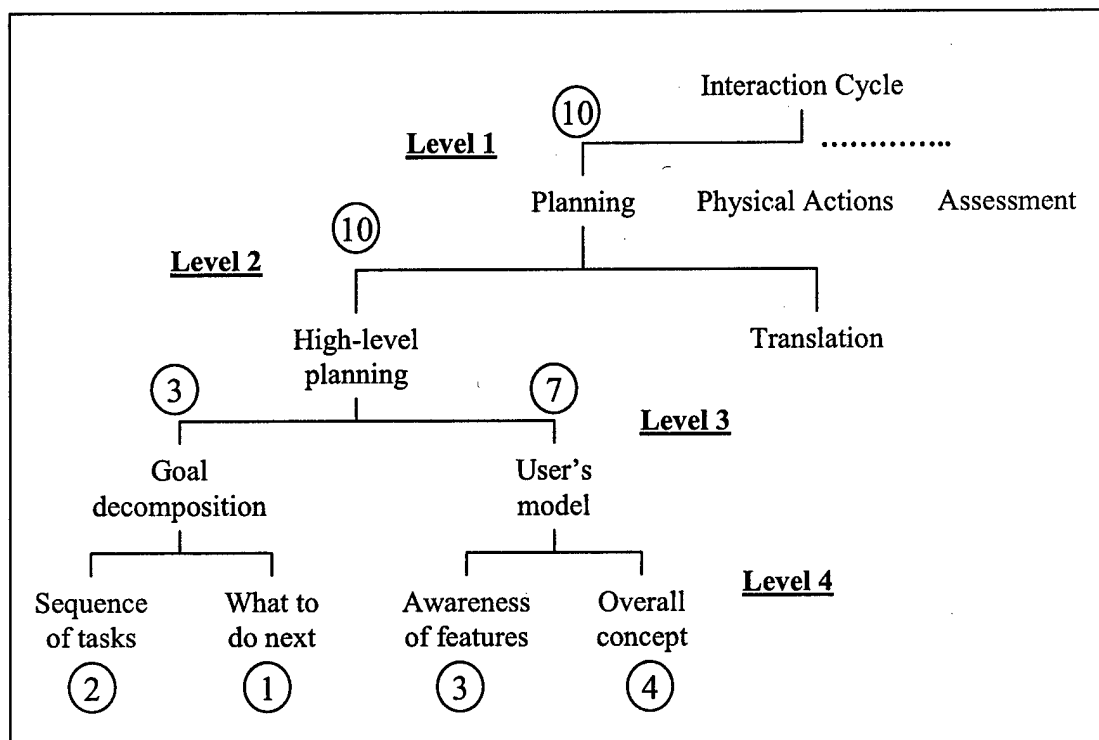 Interaction Cycle
10
Level 1
Planning Physical Actions Assessment
10
Level 2
High-level
planning
Translation
3 7
Level 3
Goal
decomposition
User's
model
Level 4
Sequence
of tasks
What to
do next
Awareness
of features
Overall
concept
2 1 3 4